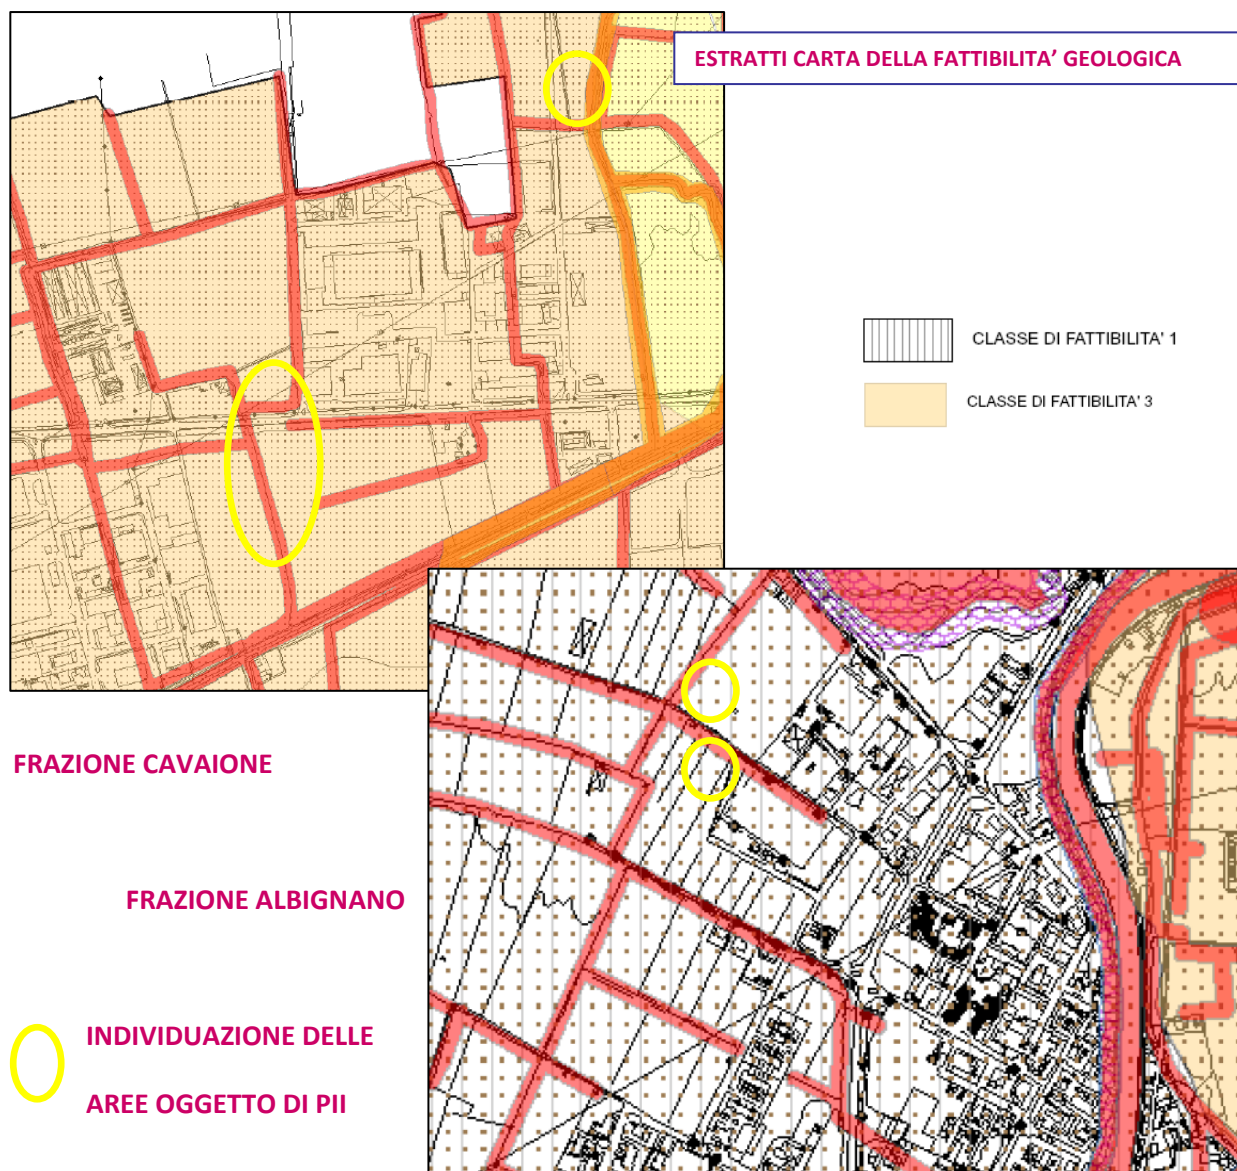 ESTRATTI CARTA DELLA FATTIBILITA’ GEOLOGICA
CLASSE DI FATTIBILITA' 1
CLASSE DI FATTIBILITA' 3
FRAZIONE CAVAIONE
FRAZIONE ALBIGNANO
INDIVIDUAZIONE DELLE
AREE OGGETTO DI PII